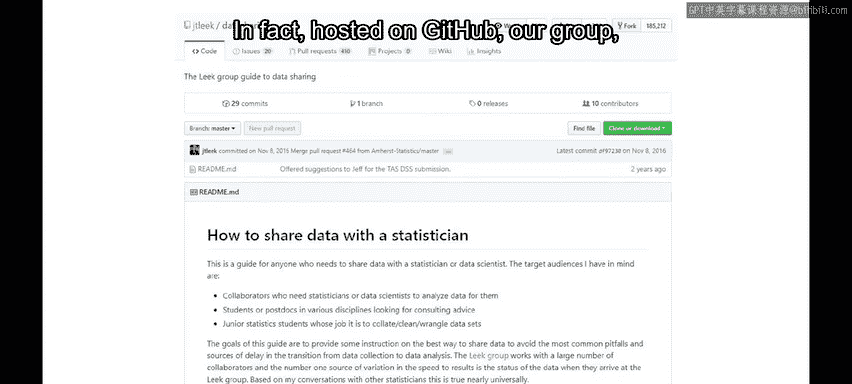 GPT中英字幕课程资源@bilibili.com
jtleek /
Fork 185,212
In fact, hosted on GitHub, our group,
Code Issues 20 Pull requests 410 Projects 0 Wiki Insights
The Leek group guide to data sharing
29 commits 1 branch 0 releases 10 contributors
Branch: master New pull request Find file Clone or download
jtleek committed on Nov 8, 2016 Merge pull request #464 from Amherst-Statistics/master Latest commit on Nov 8, 2016
README.md Offered suggestions to Jeff for the TAS DSS submission. 2 years ago
README.md
How to share data with a statistician
This is a guide for anyone who needs to share data with a statistician or data scientist. The target audiences I have in mind
are:
• Collaborators who need statisticians or data scientists to analyze data for them
• Students or postdocs in various disciplines looking for consulting advice
• Junior statistics students whose job it is to collate/clean/wrangle data sets
The goals of this guide are to provide some instruction on the best way to share data to avoid the most common pitfalls and
sources of delay in the transition from data collection to data analysis. The Leek group works with a large number of
collaborators and the number one source of variation in the speed to results is the status of the data when they arrive at the
Leek group. Based on my conversations with other statisticians this is true nearly universally.